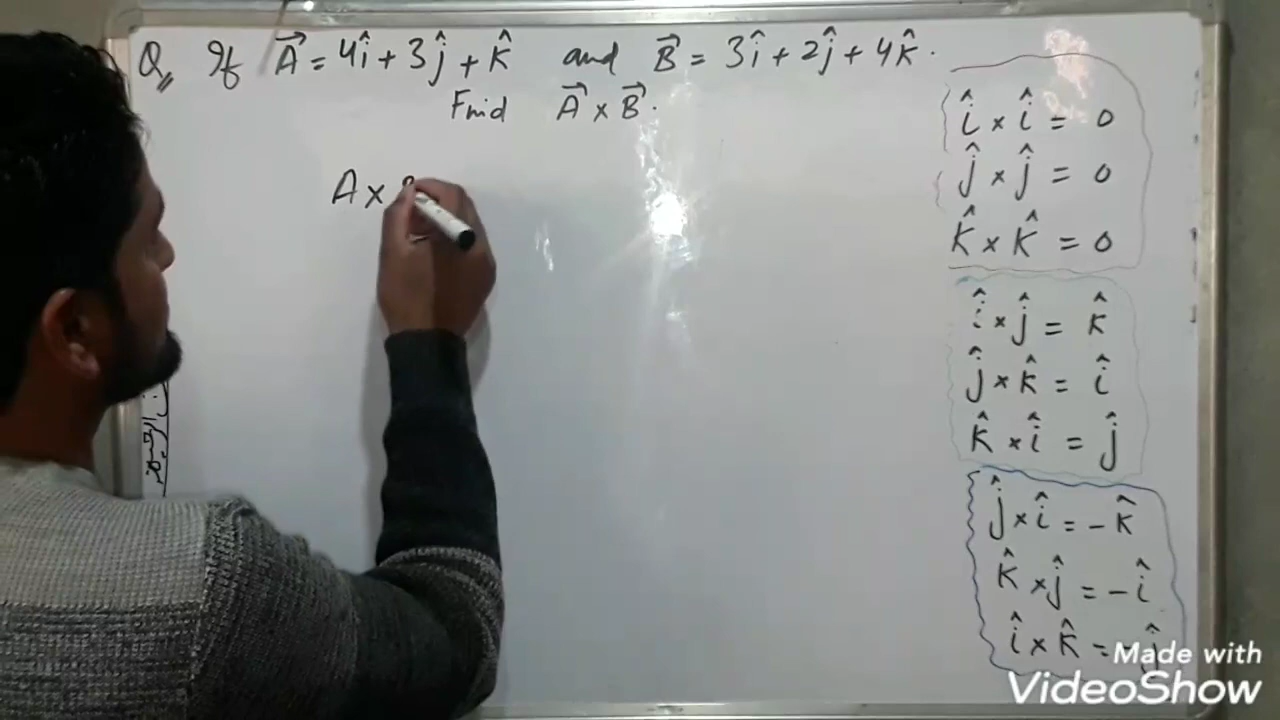 Q, If A⃗ = 4î + 3ĵ + k̂ and B⃗ = 3î + 2ĵ + 4k̂.
Find A⃗ × B⃗.
A ×
î × î = 0
ĵ × ĵ = 0
k̂ × k̂ = 0
î × ĵ = k̂
ĵ × k̂ = î
k̂ × î = ĵ
ĵ × î = -k̂
k̂ × ĵ = -î
î × k̂ =
Made with
VideoShow